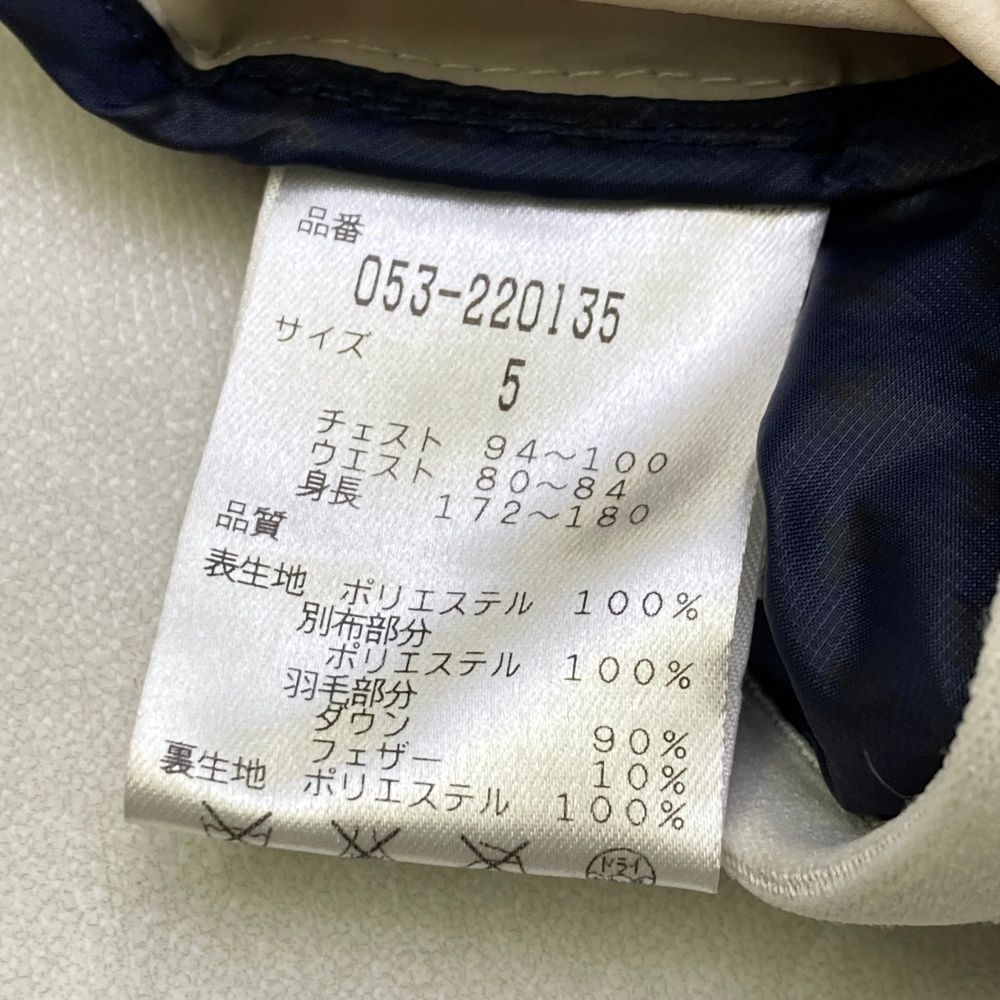 品番
053-220135
サイズ
5
チェスト 94～100
ウエスト 80～84
身長 172～180
品質
表生地 ポリエステル 100%
別布部分
ポリエステル 100%
羽毛部分
ダウン 90%
フェザー 10%
裏生地 ポリエステル 100%
ドライ